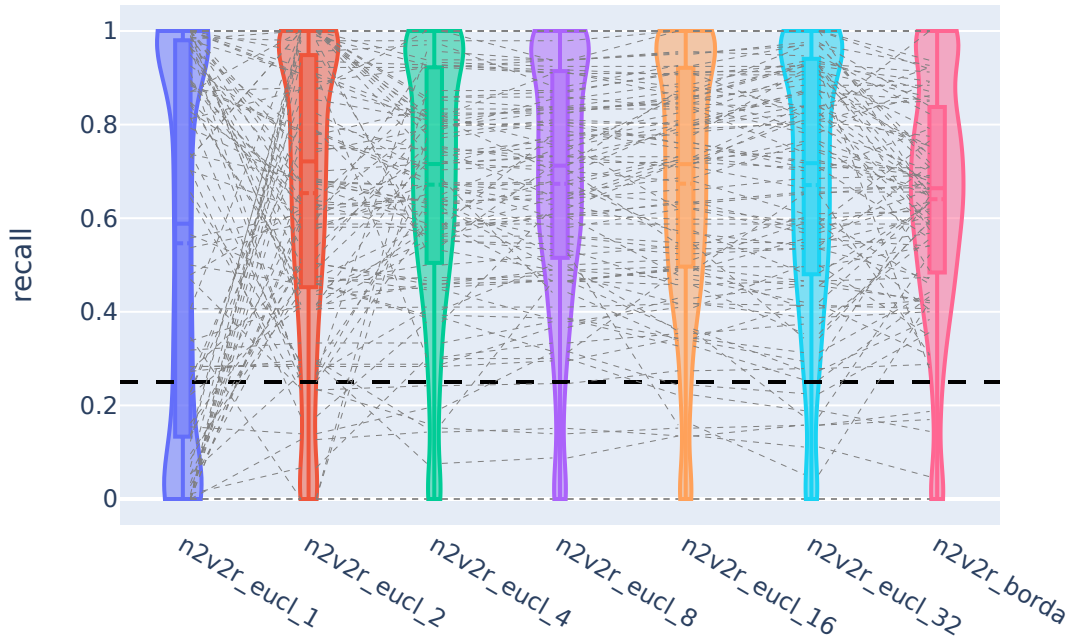 recall
1
0.8
0.6
0.4
0.2
0
n2v2r_eucl_1
n2v2r_eucl_2
n2v2r_eucl_4
n2v2r_eucl_8
n2v2r_eucl_16
n2v2r_eucl_32
n2v2r_borda